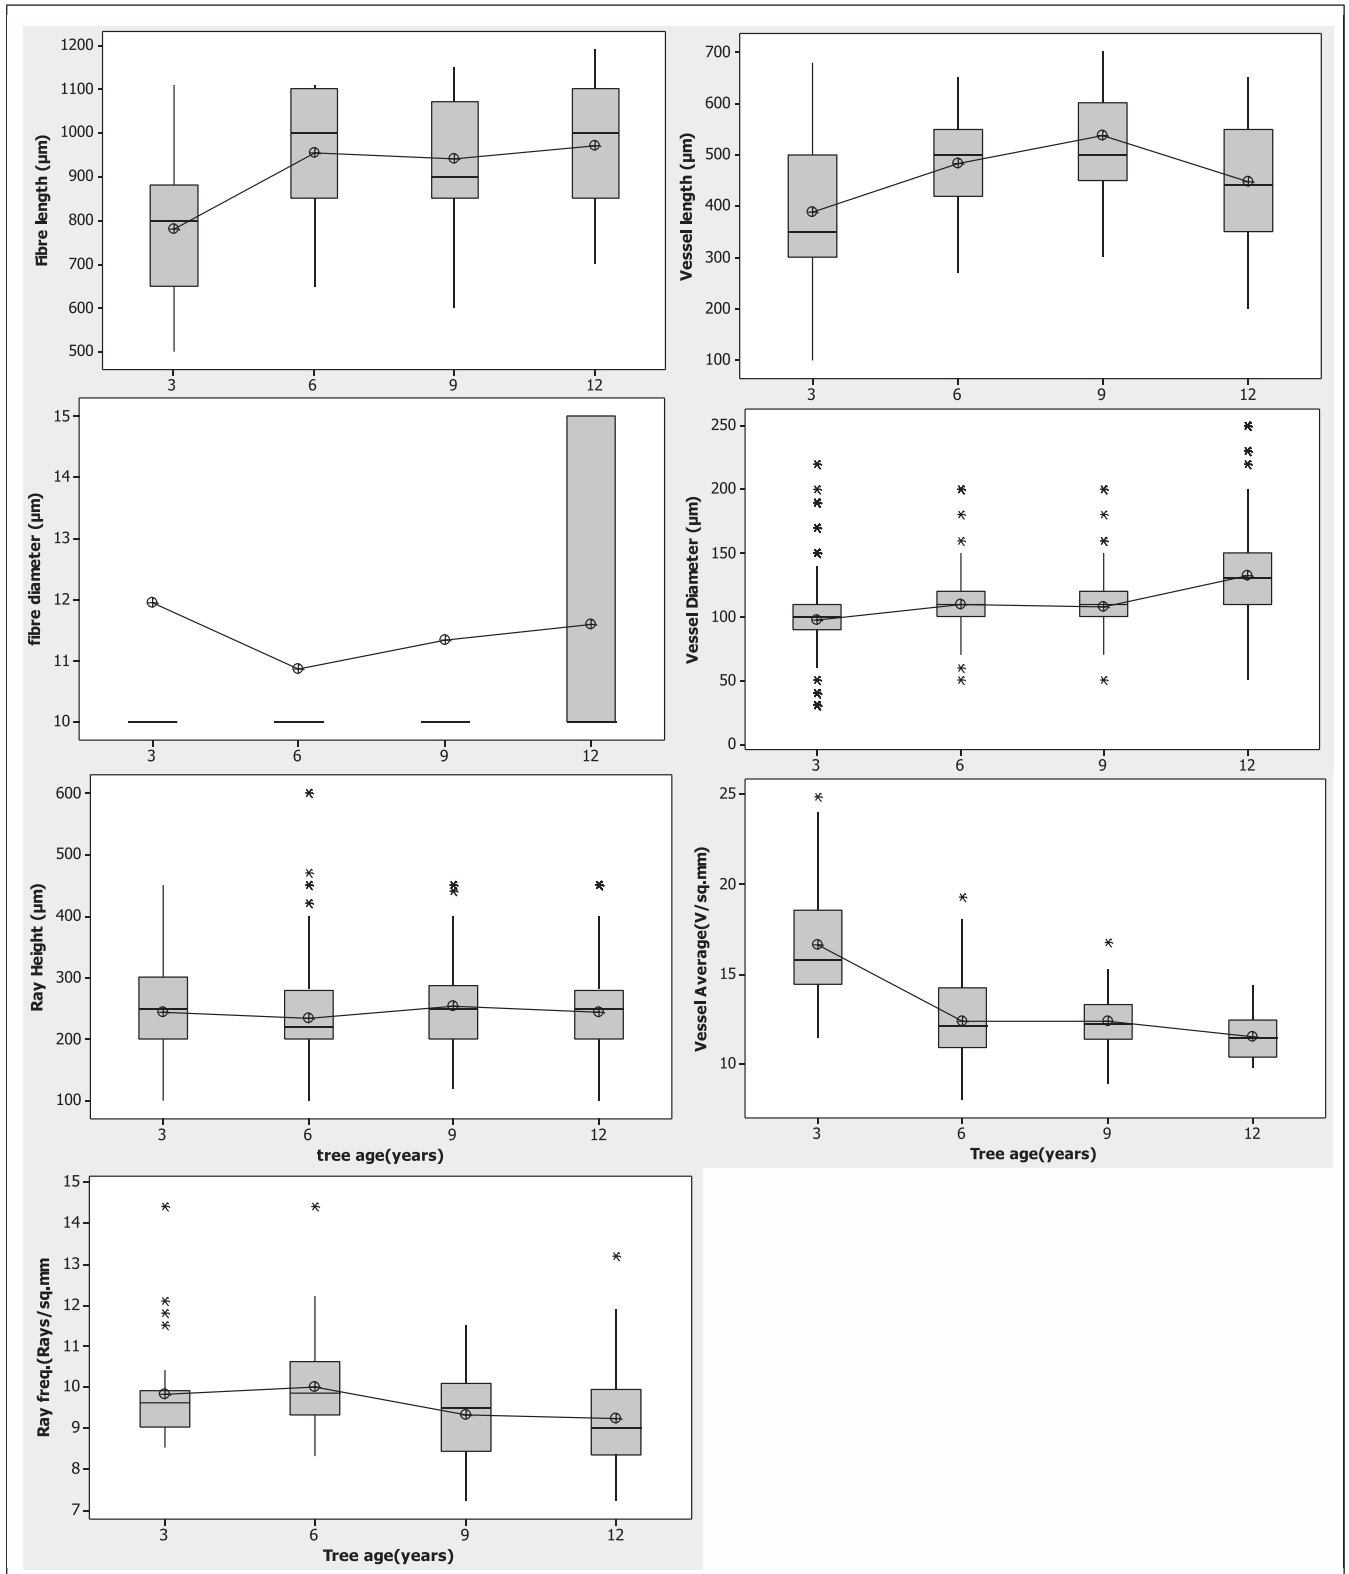 Fibre length (µm)
1200
1100
1000
900
800
700
600
500
3 6 9 12
Vessel length (µm)
700
600
500
400
300
200
100
3 6 9 12
fibre diameter (µm)
15
14
13
12
11
10
3 6 9 12
Vessel Diameter (µm)
250
200
150
100
50
0
3 6 9 12
Ray Height (µm)
600
500
400
300
200
100
3 6 9 12
tree age(years)
Vessel Average(V/sq.mm)
25
20
15
10
3 6 9 12
Tree age(years)
Ray freq.(Rays/sq.mm
15
14
13
12
11
10
9
8
7
3 6 9 12
Tree age(years)